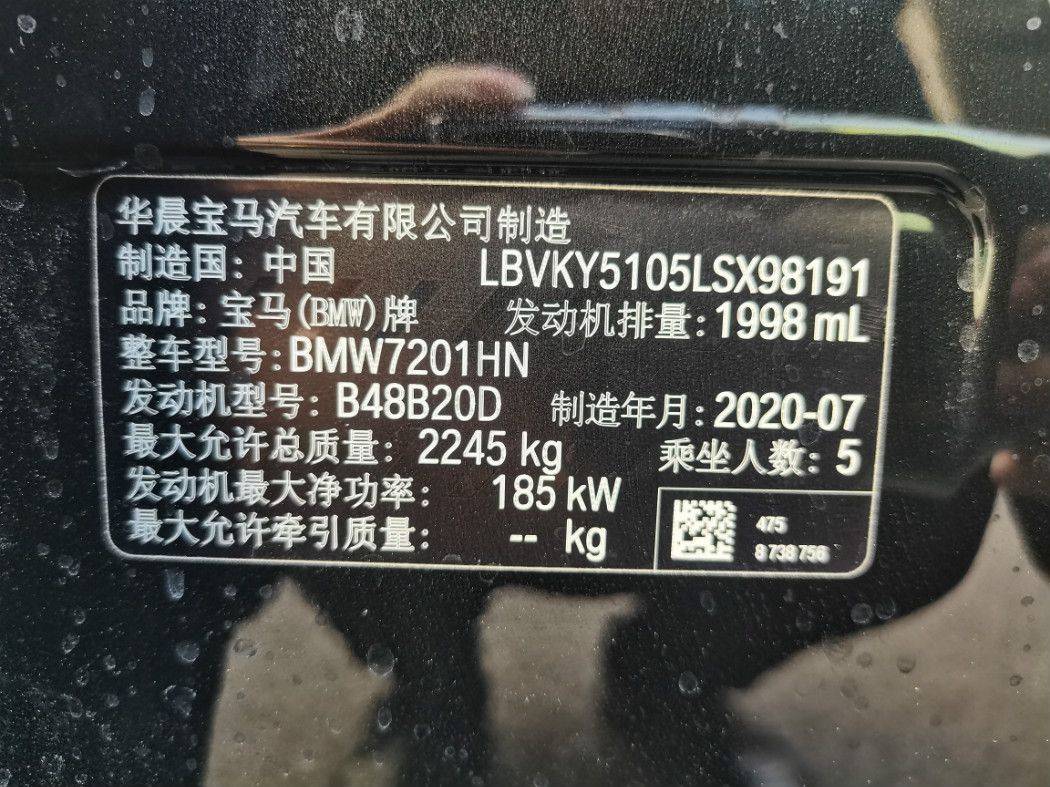 华晨宝马汽车有限公司制造
制造国: 中国 LBVKY5105LSX98191
品牌: 宝马(BMW)牌 发动机排量: 1998 mL
整车型号: BMW7201HN
发动机型号: B48B20D 制造年月: 2020-07
最大允许总质量: 2245 kg 乘坐人数: 5
发动机最大净功率: 185 kW
最大允许牵引质量: -- kg
475
8738756